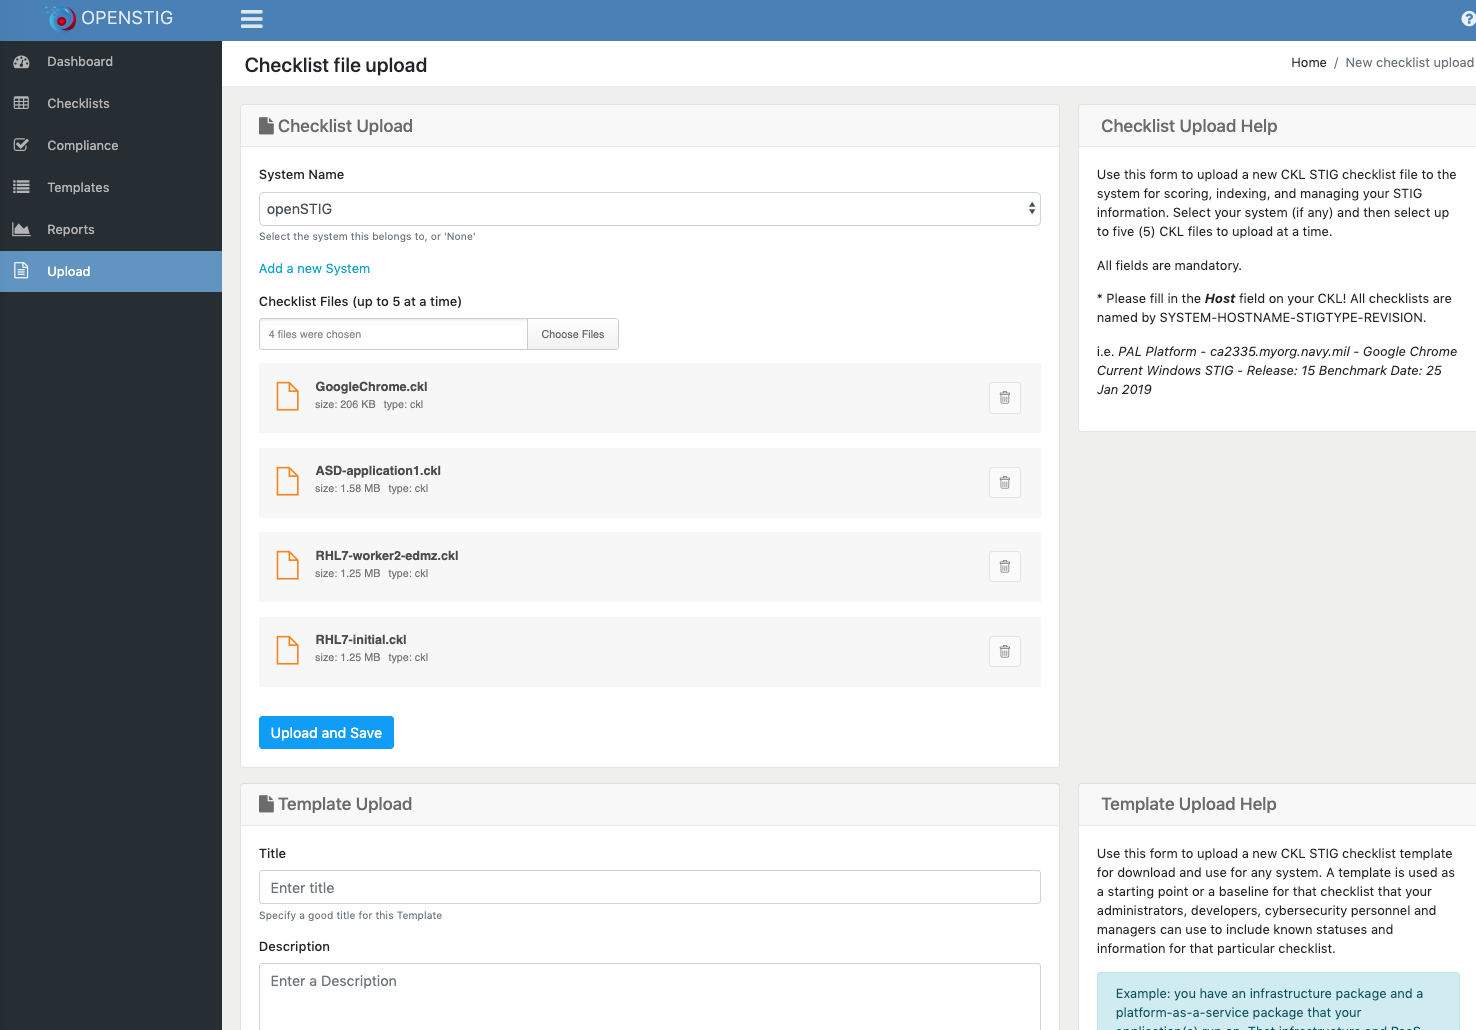 OPENSTIG
Dashboard
Checklists
Compliance
Templates
Reports
Upload
Checklist file upload
Home / New checklist upload
Checklist Upload
System Name
openSTIG
Select the system this belongs to, or 'None'
Add a new System
Checklist Files (up to 5 at a time)
4 files were chosen
Choose Files
GoogleChrome.ckl
size: 206 KB type: ckl
ASD-application1.ckl
size: 1.58 MB type: ckl
RHL7-worker2-edmz.ckl
size: 1.25 MB type: ckl
RHL7-initial.ckl
size: 1.25 MB type: ckl
Upload and Save
Checklist Upload Help
Use this form to upload a new CKL STIG checklist file to the
system for scoring, indexing, and managing your STIG
information. Select your system (if any) and then select up
to five (5) CKL files to upload at a time.
All fields are mandatory.
* Please fill in the Host field on your CKL! All checklists are
named by SYSTEM-HOSTNAME-STIGTYPE-REVISION.
i.e. PAL Platform - ca2335.myorg.navy.mil - Google Chrome
Current Windows STIG - Release: 15 Benchmark Date: 25
Jan 2019
Template Upload
Title
Enter title
Specify a good title for this Template
Description
Enter a Description
Template Upload Help
Use this form to upload a new CKL STIG checklist template
for download and use for any system. A template is used as
a starting point or a baseline for that checklist that your
administrators, developers, cybersecurity personnel and
managers can use to include known statuses and
information for that particular checklist.
Example: you have an infrastructure package and a
platform-as-a-service package that your
application(s) run on. That infrastructure and PaaS